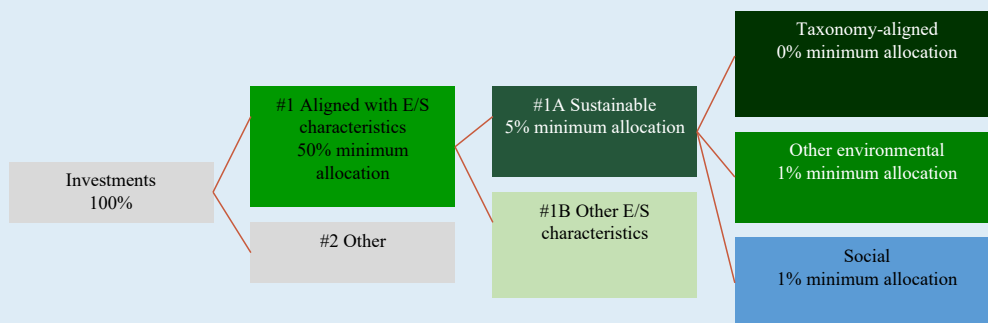 Investments
100%
#1 Aligned with E/S
characteristics
50% minimum
allocation
#2 Other
#1A Sustainable
5% minimum allocation
#1B Other E/S
characteristics
Taxonomy-aligned
0% minimum allocation
Other environmental
1% minimum allocation
Social
1% minimum allocation